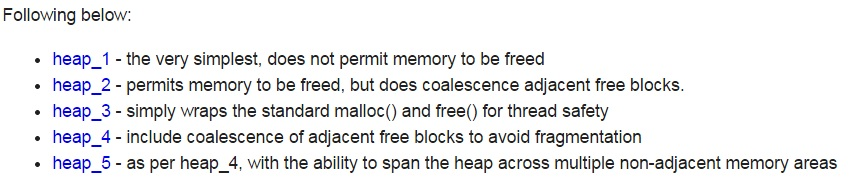 Following below:
• heap_1 - the very simplest, does not permit memory to be freed
• heap_2 - permits memory to be freed, but does coalescence adjacent free blocks.
• heap_3 - simply wraps the standard malloc() and free() for thread safety
• heap_4 - include coalescence of adjacent free blocks to avoid fragmentation
• heap_5 - as per heap_4, with the ability to span the heap across multiple non-adjacent memory areas